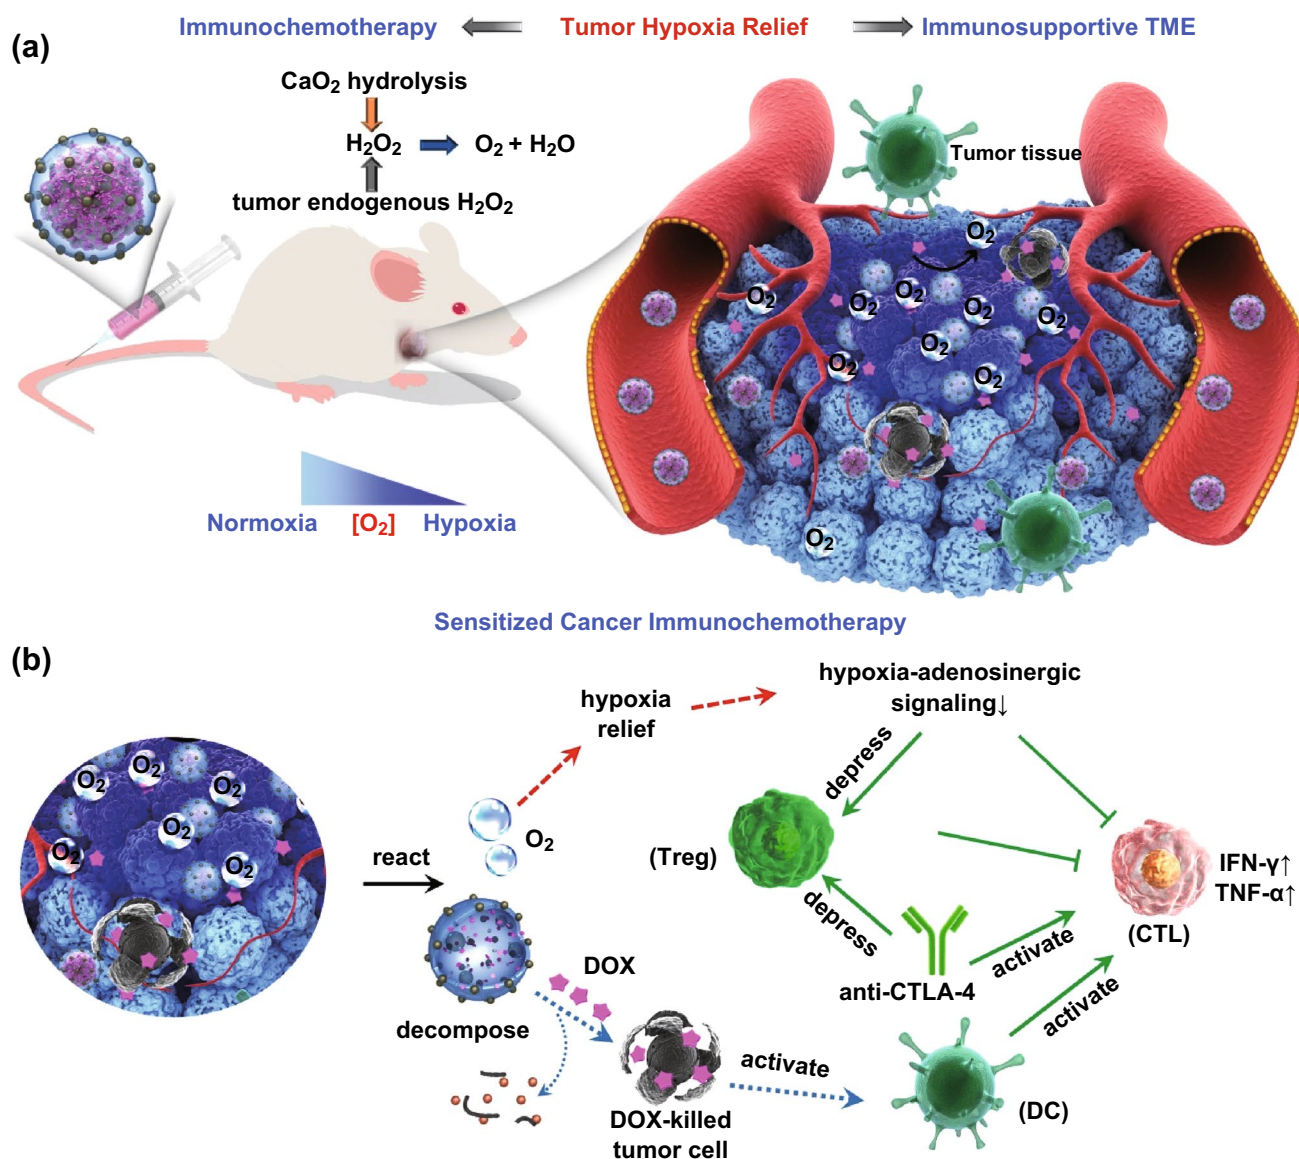 Immunochemotherapy
Tumor Hypoxia Relief
Immunosupportive TME
(a)
CaO₂ hydrolysis
H₂O₂
O₂ + H₂O
tumor endogenous H₂O₂
Normoxia
[O₂]
Hypoxia
Tumor tissue
O₂
O₂
O₂
O₂
O₂
O₂
O₂
O₂
O₂
O₂
Sensitized Cancer Immunochemotherapy
(b)
O₂
O₂
O₂
O₂
O₂
O₂
react
O₂
hypoxia
relief
hypoxia-adenosinergic
signaling↓
depress
(Treg)
depress
anti-CTLA-4
activate
(CTL)
IFN-γ↑
TNF-α↑
activate
DOX
decompose
DOX-killed
tumor cell
activate
(DC)